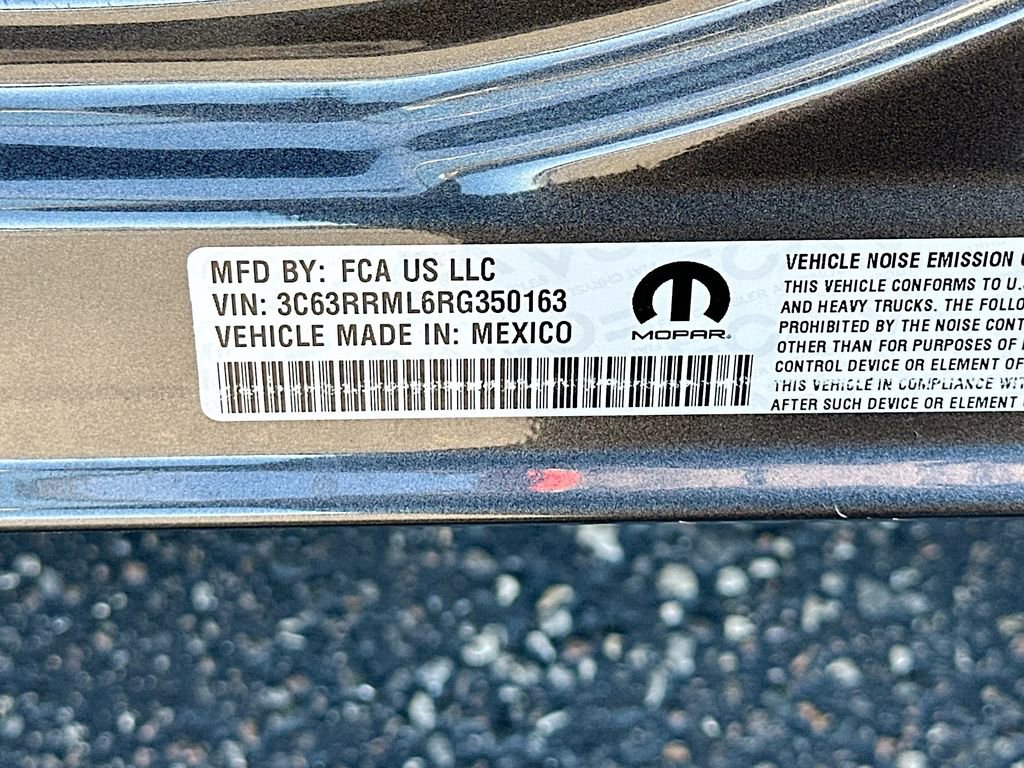 MFD BY: FCA US LLC
VIN: 3C63RRML6RG350163
VEHICLE MADE IN: MEXICO
MOPAR
VEHICLE NOISE EMISSION
THIS VEHICLE CONFORMS TO U.S
AND HEAVY TRUCKS. THE FOLLO
PROHIBITED BY THE NOISE CONT
OTHER THAN FOR PURPOSES OF
CONTROL DEVICE OR ELEMENT OF
THIS VEHICLE IN COMPLIANCE WIT
AFTER SUCH DEVICE OR ELEMENT